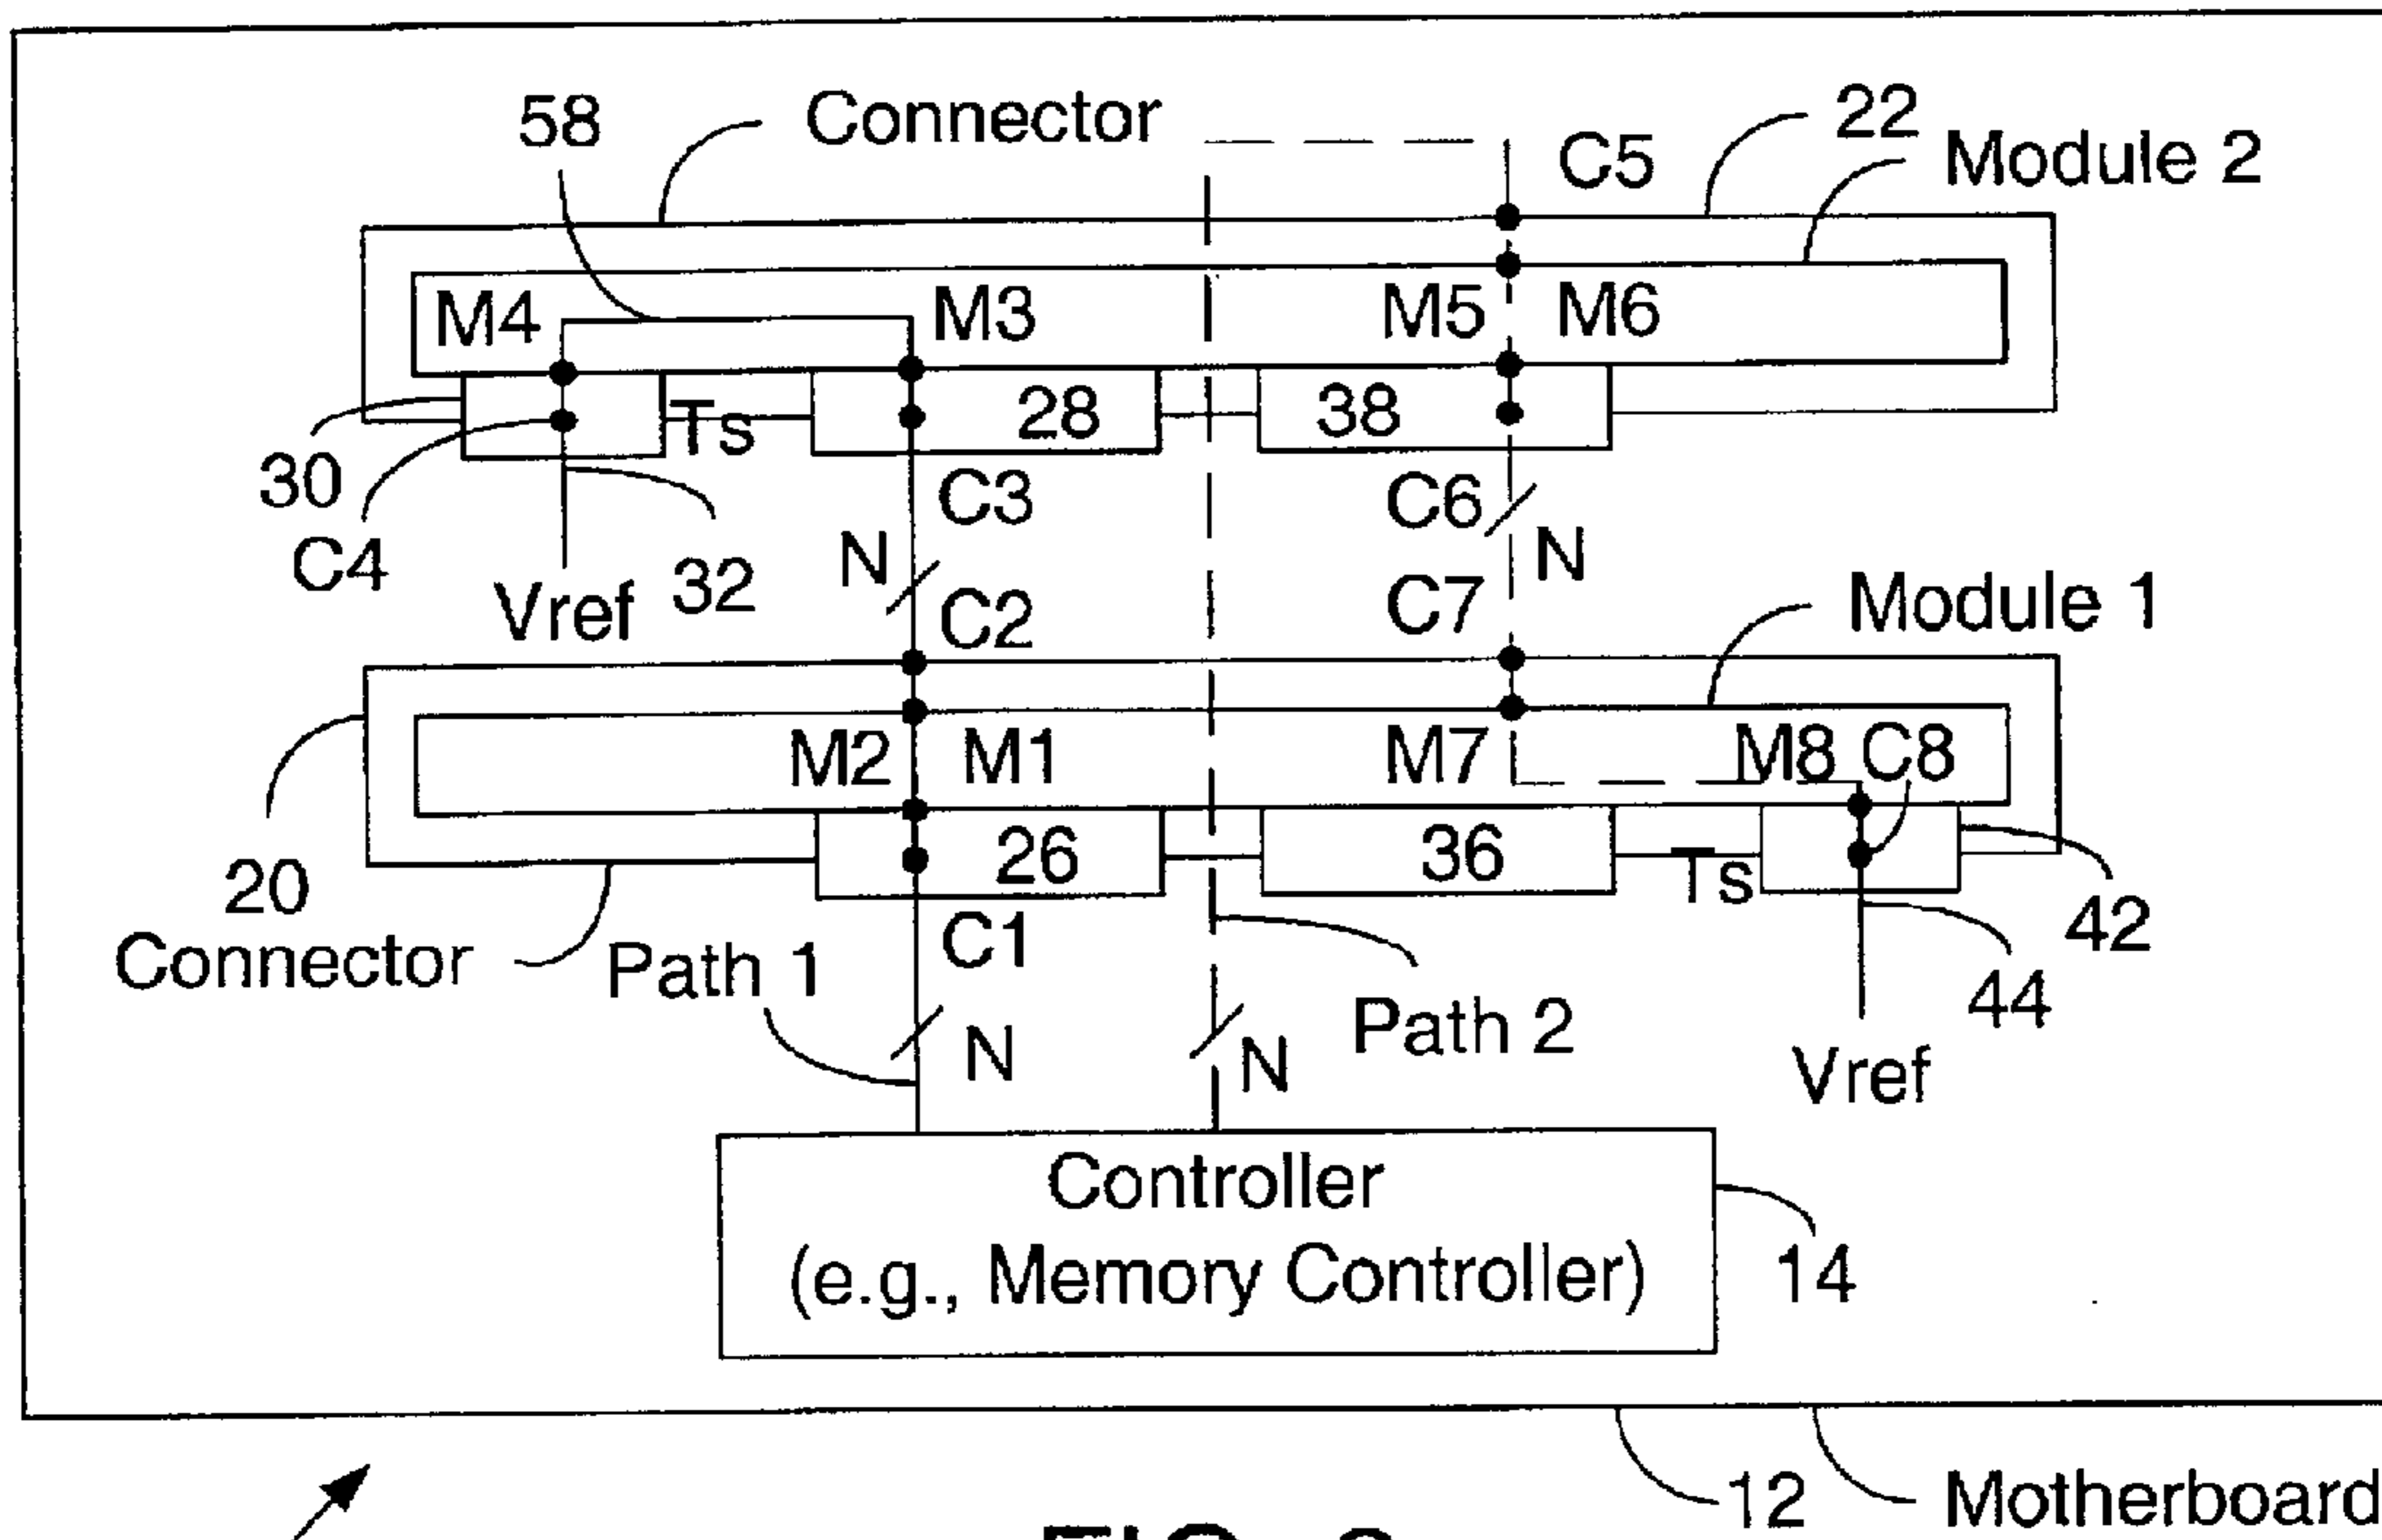 58
Connector
22
C5
Module 2
M4
M3
M5
M6
Ts
28
38
30
C3
C6
C4
N
N
Vref
32
C2
C7
Module 1
M2
M1
M7
M8
C8
26
36
Ts
20
42
Connector
Path 1
C1
44
N
Path 2
N
Vref
Controller
(e.g., Memory Controller)
14
12
Motherboard